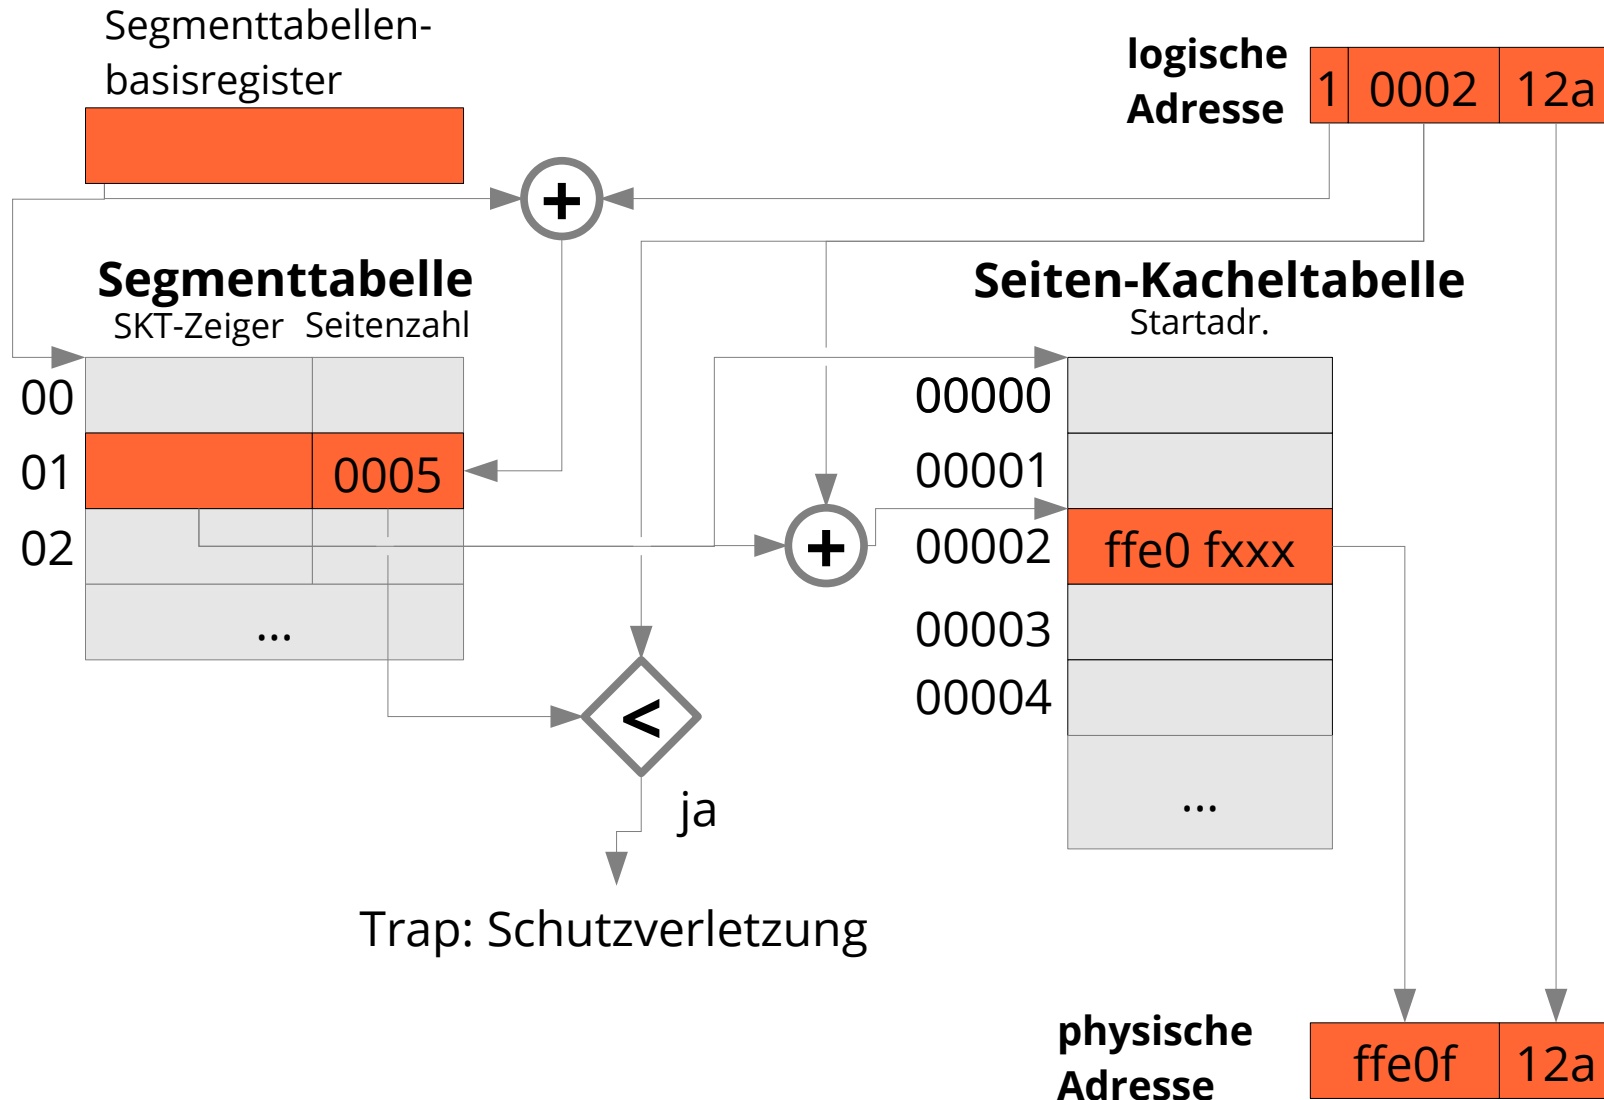 Segmenttabellen-
basisregister
logische
Adresse
1 0002 12a
+
Segmenttabelle
SKT-Zeiger Seitenzahl
00
01 0005
02
...
Seiten-Kacheltabelle
Startadr.
00000
00001
+
00002 ffe0 fxxx
00003
00004
...
<
ja
Trap: Schutzverletzung
physische
Adresse
ffe0f 12a